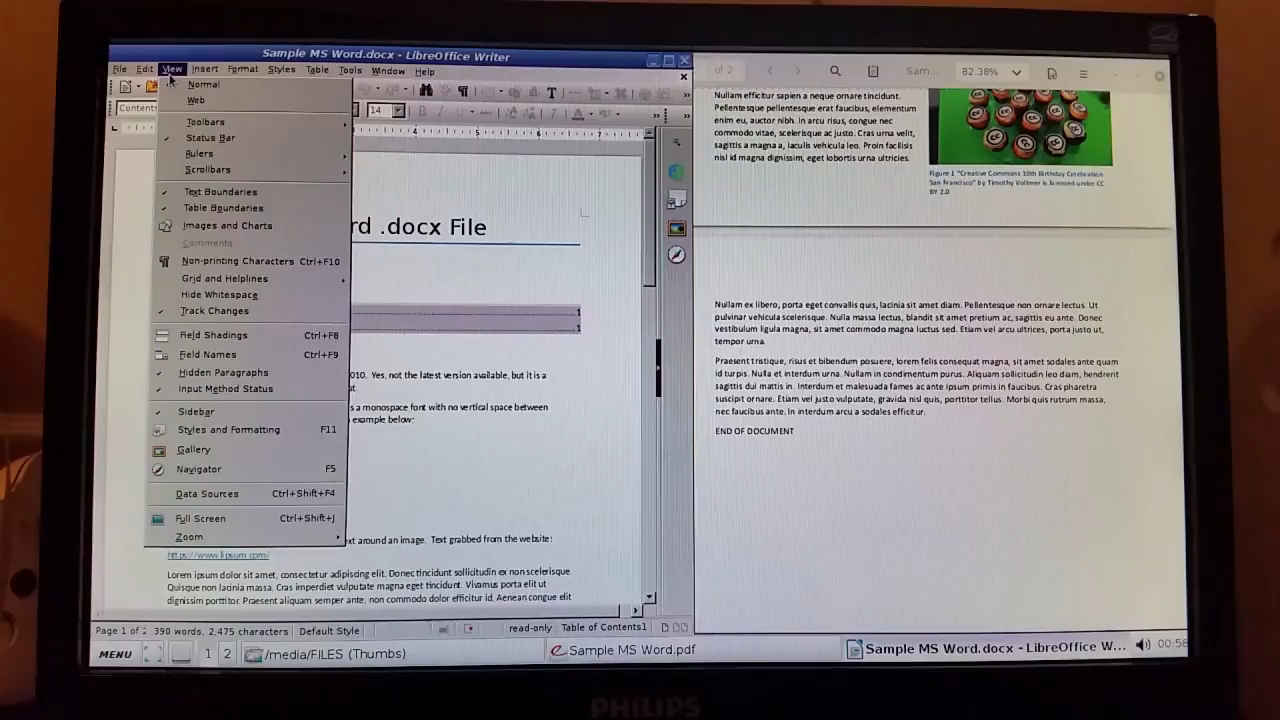 Sample MS Word.docx - LibreOffice Writer
File Edit View Insert Format Styles Table Tools Window Help
Normal
Web
Toolbars
Status Bar
Rulers
Scrollbars
Text Boundaries
Table Boundaries
Images and Charts
Comments
Non-printing Characters Ctrl+F10
Grid and Helplines
Hide Whitespace
Track Changes
Field Shadings Ctrl+F8
Field Names Ctrl+F9
Hidden Paragraphs
Input Method Status
Sidebar
Styles and Formatting F11
Gallery
Navigator F5
Data Sources Ctrl+Shift+F4
Full Screen Ctrl+Shift+J
Zoom
Content
14
4 5 6 7
rd .docx File
1
1
010. Yes, not the latest version available, but it is a
t.
s a monospace font with no vertical space between
example below:
xt around an image. Text grabbed from the website:
https://www.lipsum.com/
Lorem ipsum dolor sit amet, consectetur adipiscing elit. Donec tincidunt sollicitudin ex non scelerisque.
Quisque non lacinia massa. Cras imperdiet vulputate magna eget tincidunt. Vivamus porta elit ut
dignissim porttitor. Praesent aliquam semper ante, non commodo dolor efficitur id. Aenean congue elit
Page 1 of 2 390 words, 2,475 characters Default Style read-only Table of Contents1
of 2 Sam... 82.38%
Nullam efficitur sapien a neque ornare tincidunt.
Pellentesque pellentesque erat faucibus, elementum
enim eu, auctor nibh. In arcu risus, congue nec
commodo vitae, scelerisque ac justo. Cras urna velit,
sagittis a magna a, iaculis vehicula leo. Proin facilisis
nisl id magna dignissim, eget lobortis urna ultricies.
Figure 1 "Creative Commons 10th Birthday Celebration
San Francisco" by Timothy Vollmer is licensed under CC
BY 2.0
Nullam ex libero, porta eget convallis quis, lacinia sit amet diam. Pellentesque non ornare lectus. Ut
pulvinar vehicula scelerisque. Nulla massa lectus, blandit sit amet pretium ac, sagittis eu ante. Donec
vestibulum ligula magna, sit amet commodo magna luctus sed. Etiam vel arcu ultrices, porta justo ut,
tempor urna.
Praesent tristique, risus et bibendum posuere, lorem felis consequat magna, sit amet sodales ante quam
id turpis. Nulla et interdum urna. Nullam in condimentum purus. Aliquam sollicitudin leo diam, hendrerit
sagittis dui mattis in. Interdum et malesuada fames ac ante ipsum primis in faucibus. Cras pharetra
suscipit ornare. Etiam vel justo vulputate, gravida nisl quis, porttitor tellus. Morbi quis rutrum massa,
nec faucibus ante. In interdum arcu a sodales efficitur.
END OF DOCUMENT
MENU 1 2 /media/FILES (Thumbs) Sample MS Word.pdf Sample MS Word.docx - LibreOffice W... 00:58
PHILIPS